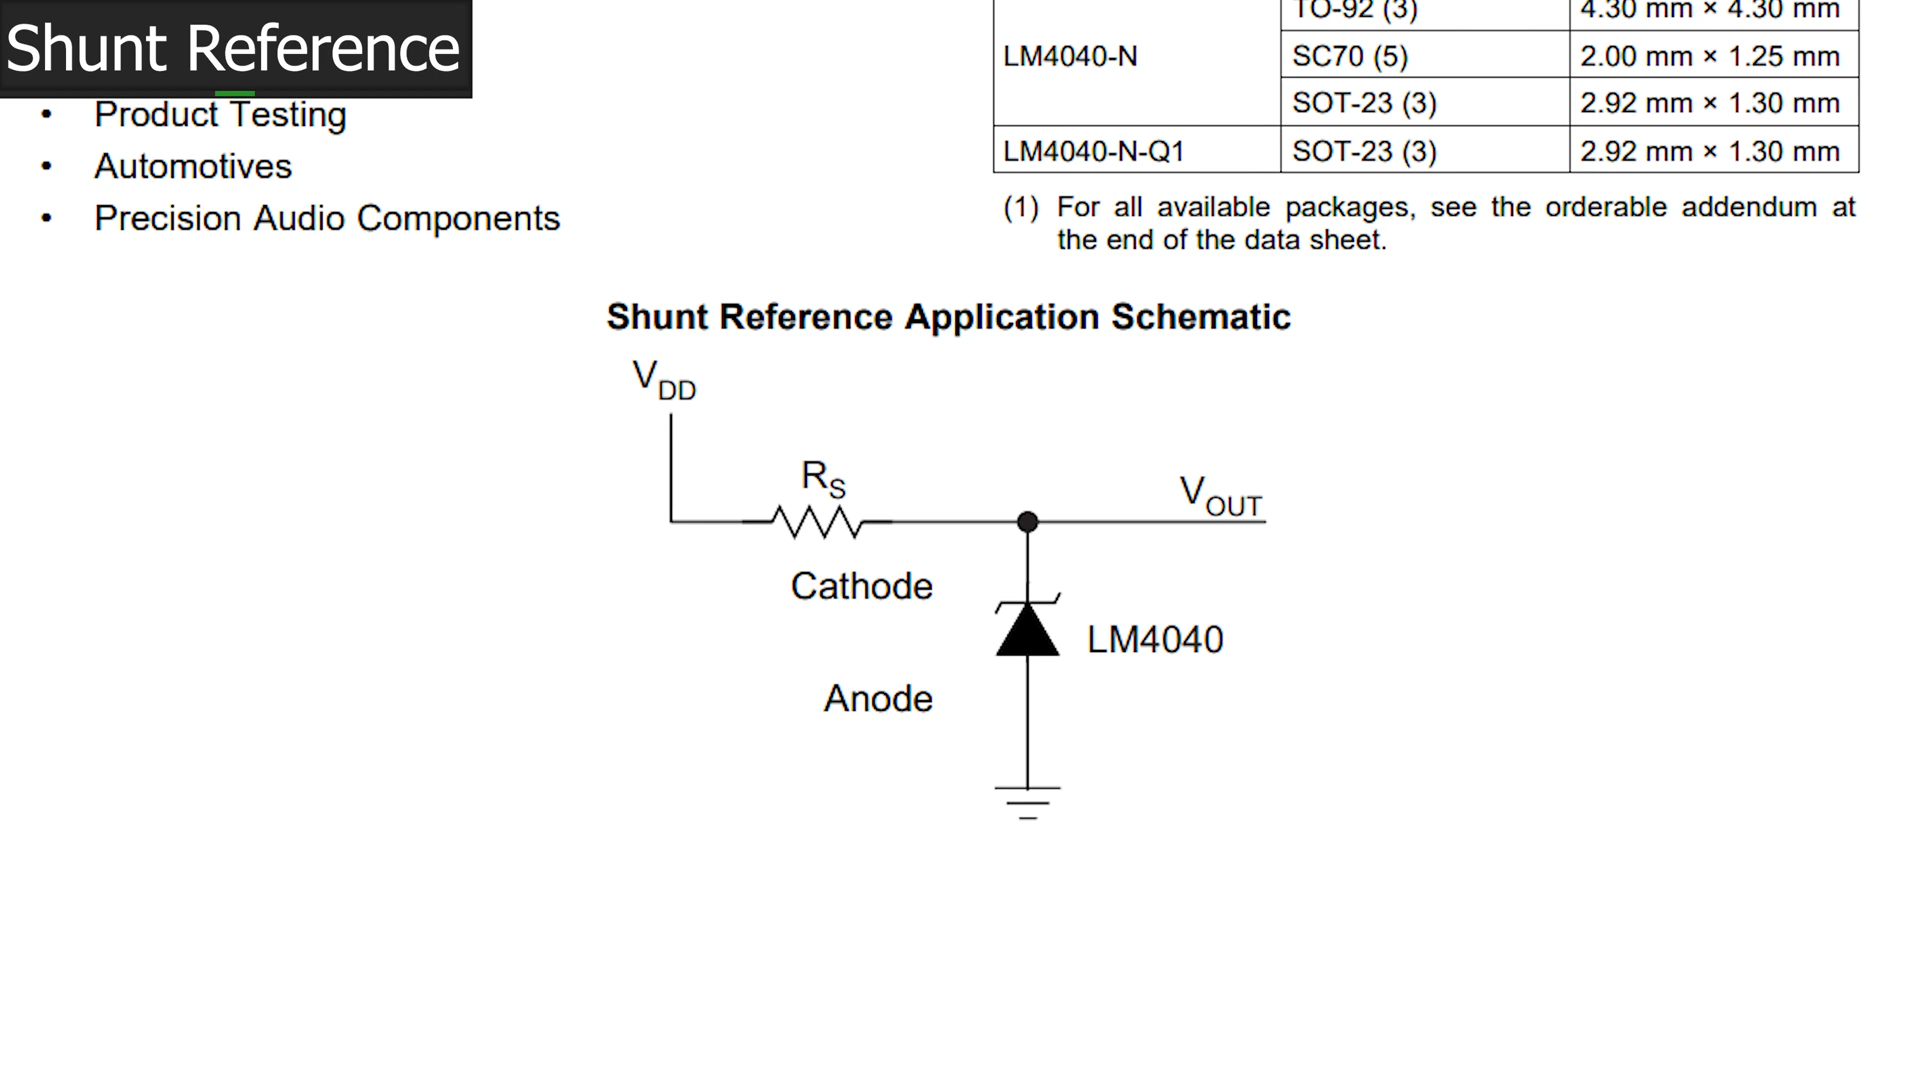 Shunt Reference
• Product Testing
• Automotives
• Precision Audio Components
TO-92 (3) 4.30 mm × 4.30 mm
LM4040-N SC70 (5) 2.00 mm × 1.25 mm
SOT-23 (3) 2.92 mm × 1.30 mm
LM4040-N-Q1 SOT-23 (3) 2.92 mm × 1.30 mm
(1) For all available packages, see the orderable addendum at
the end of the data sheet.
Shunt Reference Application Schematic
VDD
RS
VOUT
Cathode
LM4040
Anode